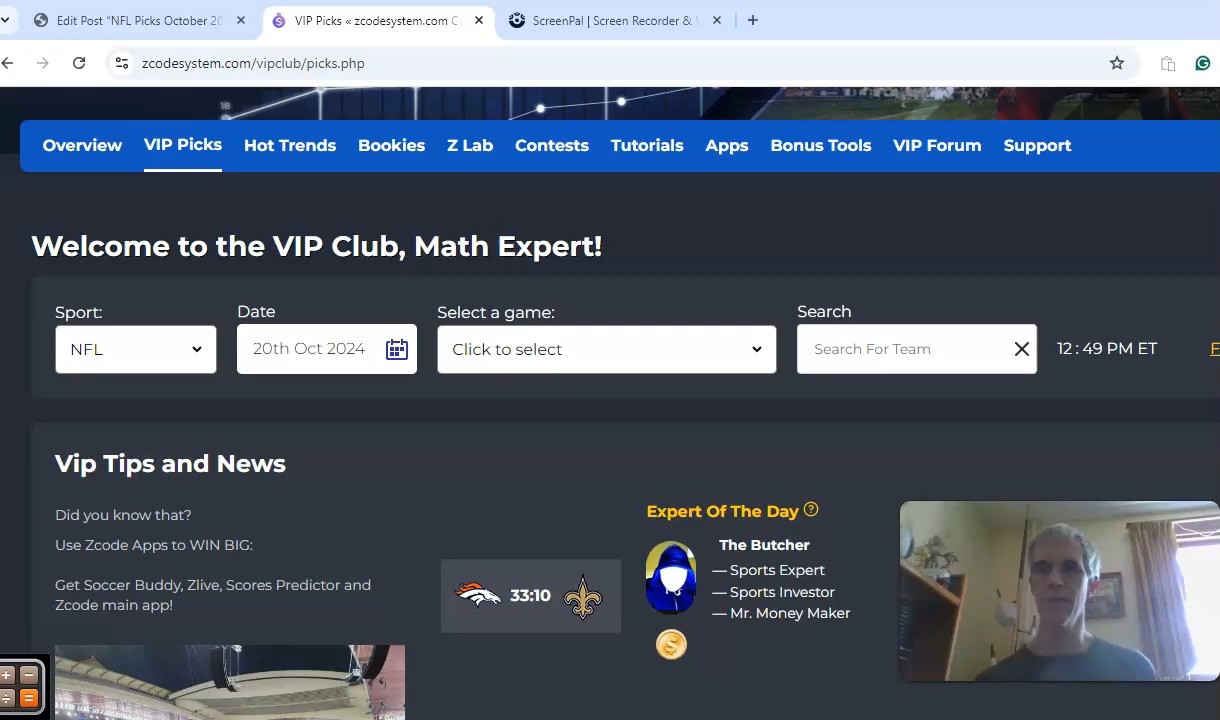 Edit Post “NFL Picks October 20
VIP Picks « zcodesystem.com
ScreenPal | Screen Recorder &
zcodesystem.com/vipclub/picks.php
18
Overview VIP Picks Hot Trends Bookies Z Lab Contests Tutorials Apps Bonus Tools VIP Forum Support
Welcome to the VIP Club, Math Expert!
Sport: Date Select a game: Search
NFL 20th Oct 2024 Click to select Search For Team 12 : 49 PM ET
Vip Tips and News
Did you know that?
Use Zcode Apps to WIN BIG:
Get Soccer Buddy, Zlive, Scores Predictor and
Zcode main app!
33:10
Expert Of The Day ?
The Butcher
— Sports Expert
— Sports Investor
— Mr. Money Maker